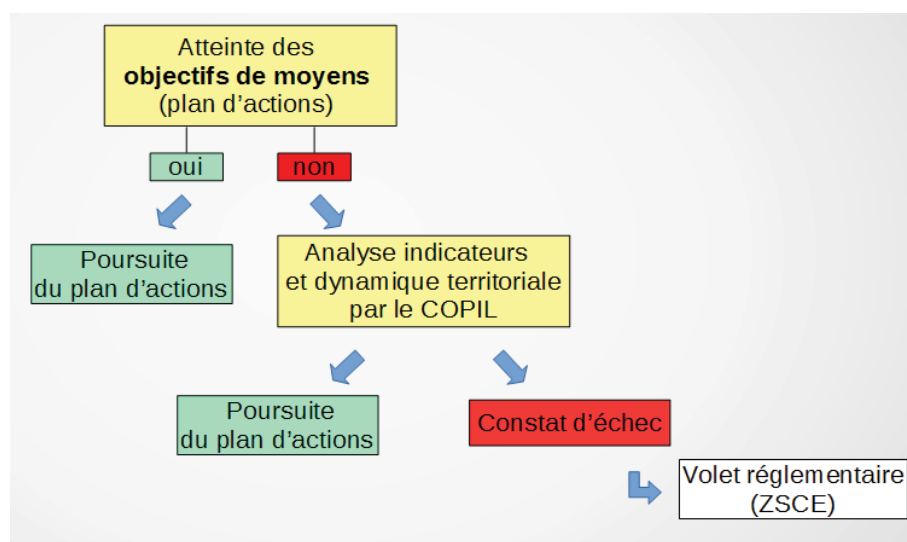 Atteinte des
objectifs de moyens
(plan d'actions)
oui
non
Poursuite
du plan d'actions
Analyse indicateurs
et dynamique territoriale
par le COPIL
Poursuite
du plan d'actions
Constat d'échec
Volet réglementaire
(ZSCE)